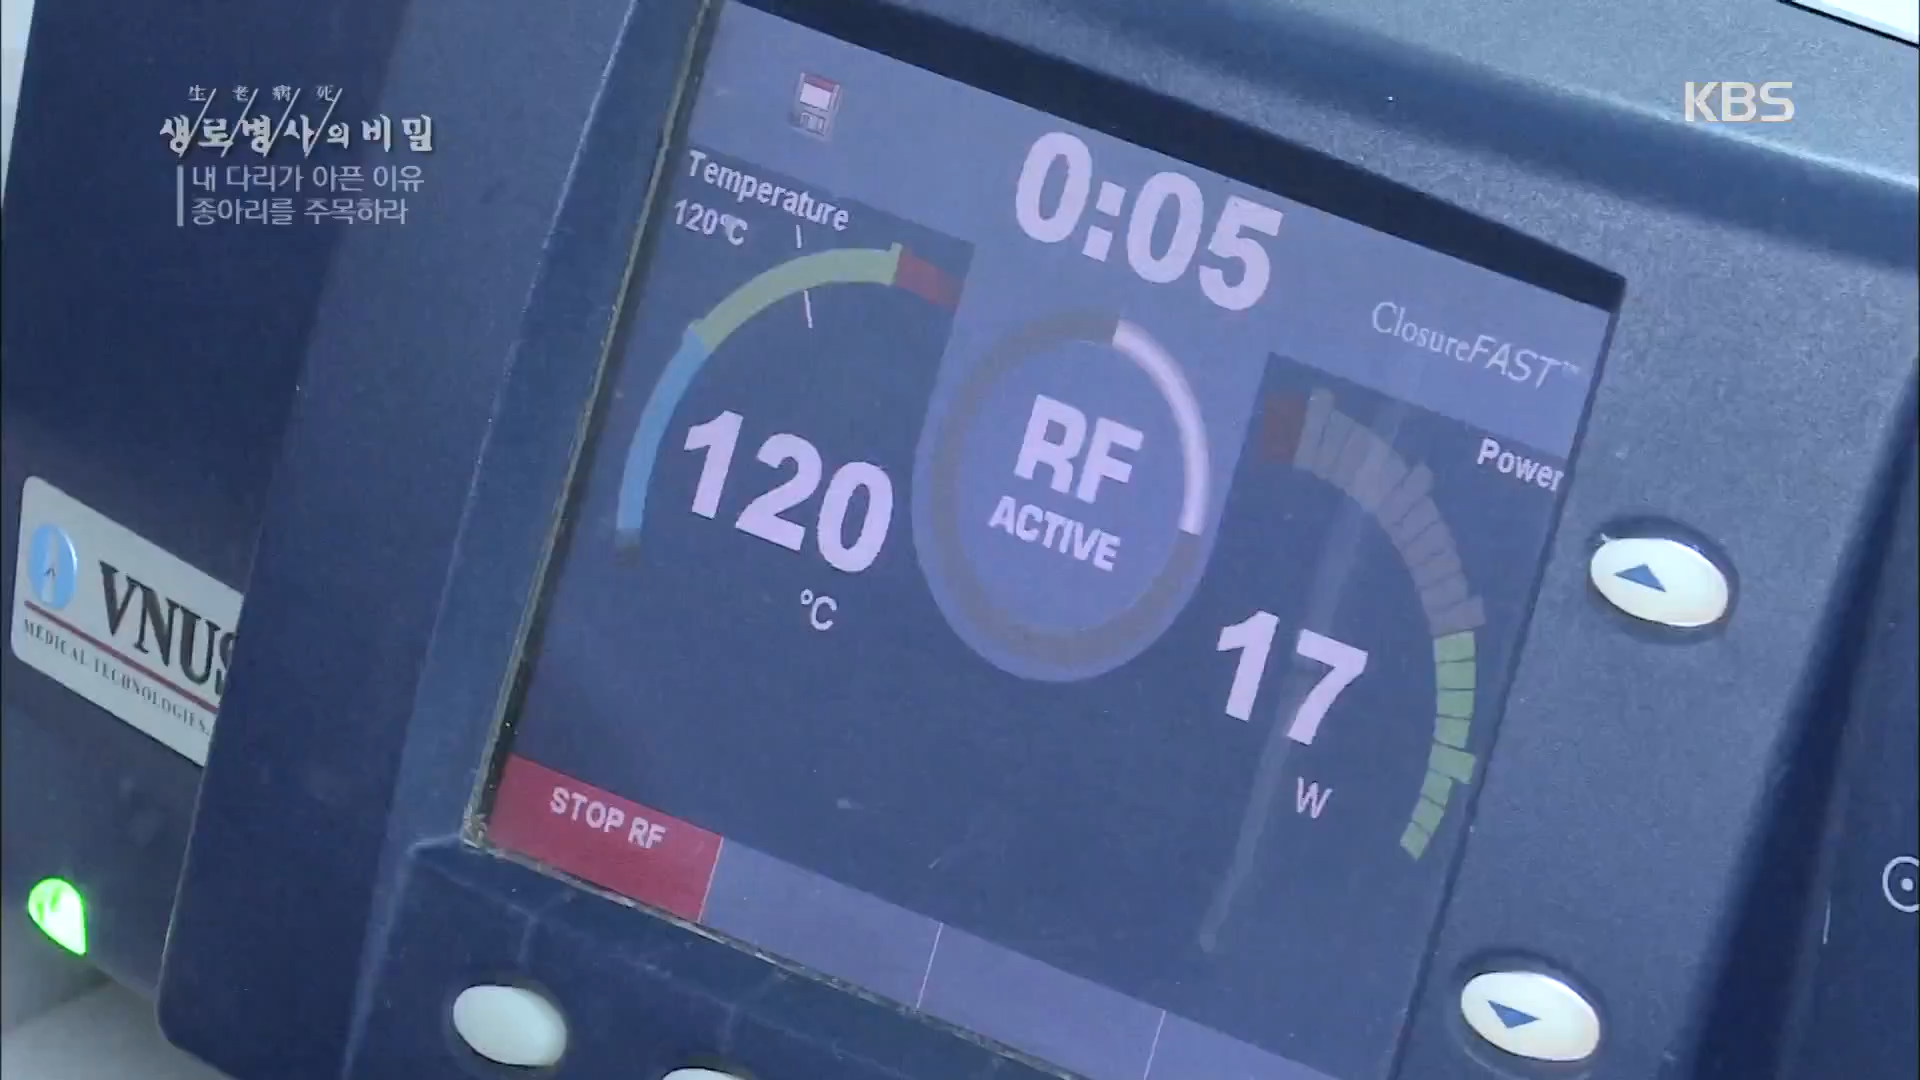 生老病死
생로병사의 비밀
내 다리가 아픈 이유
종아리를 주목하라
KBS
0:05
Temperature
120℃
ClosureFAST™
RF
ACTIVE
120
°C
Power
17
W
VNUS
MEDICAL TECHNOLOGIES
STOP RF